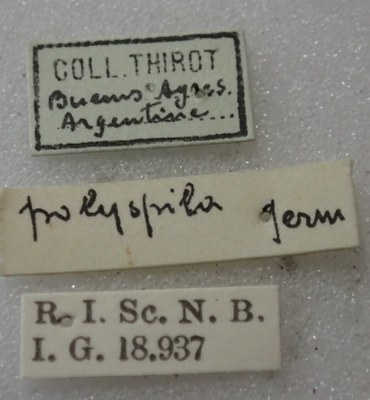 COLL. THIROT
Buenos Ayres.
Argentine...
polyspila germ
R. I. Sc. N. B.
I. G. 18.937